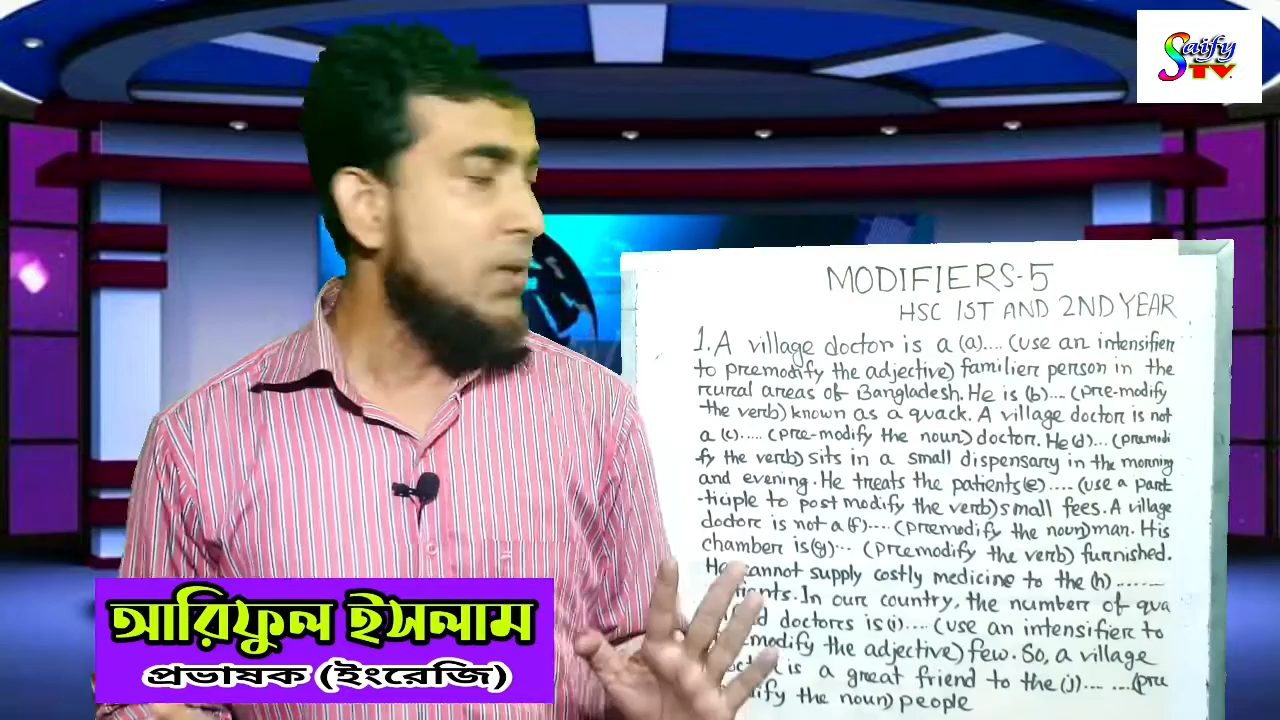 Saify
TV
MODIFIERS-5
HSC 1ST AND 2ND YEAR
1. A village doctor is a (a).... (use an intensifier
to premodify the adjective) familier person in the
rural areas of Bangladesh. He is (b).... (pre-modify
the verb) known as a quack. A village doctor is not
a (c)..... (pre-modify the noun) doctor. He (d)... (premodi
fy the verb) sits in a small dispensary in the morning
and evening. He treats the patients (e).... (use a part
-ticiple to post modify the verb) small fees. A village
doctor is not a (f).... (premodify the noun) man. His
chamber is (g)... (premodify the verb) furnished.
He cannot supply costly medicine to the (h) .......
In our country, the number of qua
doctors is (i).... (use an intensifier to
the adjective) few. So, a village
is a great friend to the (j).... ....(pre
the noun) people
আরিফুল ইসলাম
প্রভাষক (ইংরেজি)